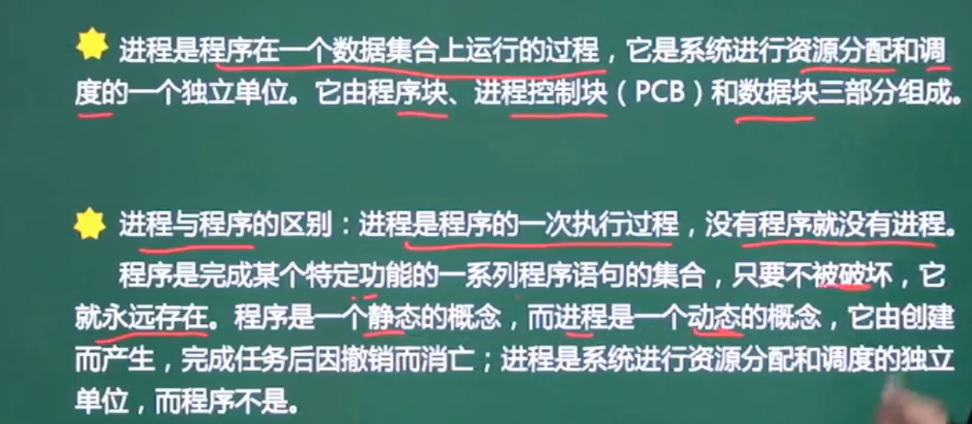 进程是程序在一个数据集合上运行的过程，它是系统进行资源分配和调
度的一个独立单位。它由程序块、进程控制块（PCB）和数据块三部分组成。
进程与程序的区别：进程是程序的一次执行过程，没有程序就没有进程。
程序是完成某个特定功能的一系列程序语句的集合，只要不被破坏，它
就永远存在。程序是一个静态的概念，而进程是一个动态的概念，它由创建
而产生，完成任务后因撤销而消亡；进程是系统进行资源分配和调度的独立
单位，而程序不是。